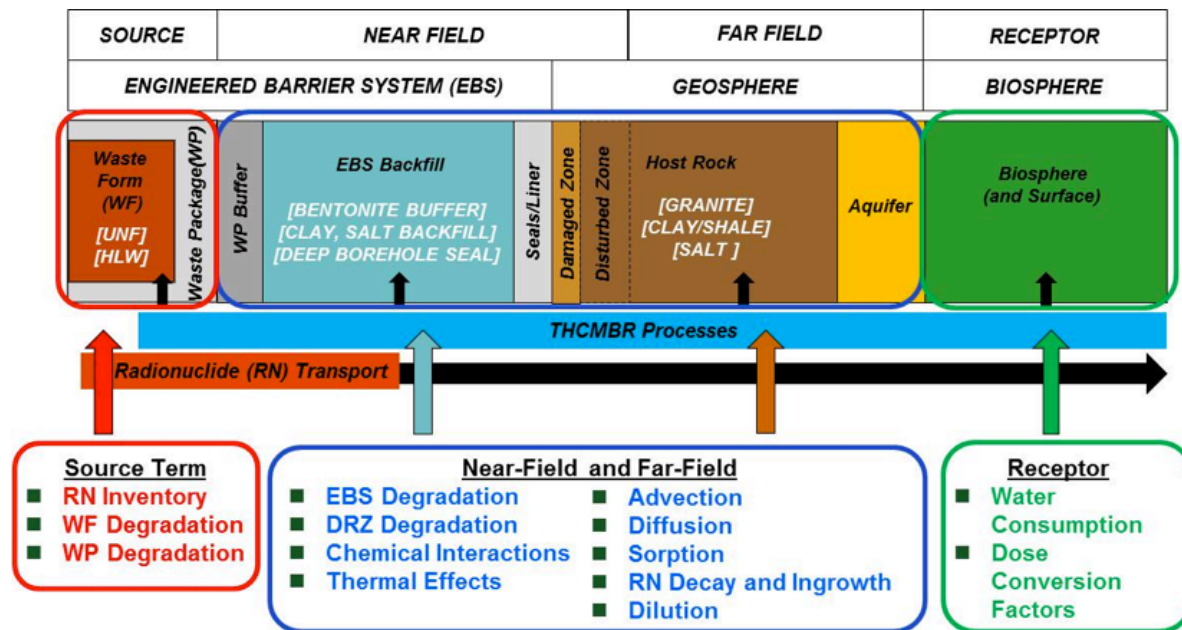 SOURCE
NEAR FIELD
FAR FIELD
RECEPTOR
ENGINEERED BARRIER SYSTEM (EBS)
GEOSPHERE
BIOSPHERE
Waste
Form
(WF)
[UNF]
[HLW]
Waste Package(WP)
WP Buffer
EBS Backfill
[BENTONITE BUFFER]
[CLAY, SALT BACKFILL]
[DEEP BOREHOLE SEAL]
Seals/Liner
Damaged Zone
Disturbed Zone
Host Rock
[GRANITE]
[CLAY/SHALE]
[SALT ]
Aquifer
Biosphere
(and Surface)
THCMBR Processes
Radionuclide (RN) Transport
Source Term
RN Inventory
WF Degradation
WP Degradation
Near-Field and Far-Field
EBS Degradation
DRZ Degradation
Chemical Interactions
Thermal Effects
Advection
Diffusion
Sorption
RN Decay and Ingrowth
Dilution
Receptor
Water
Consumption
Dose
Conversion
Factors